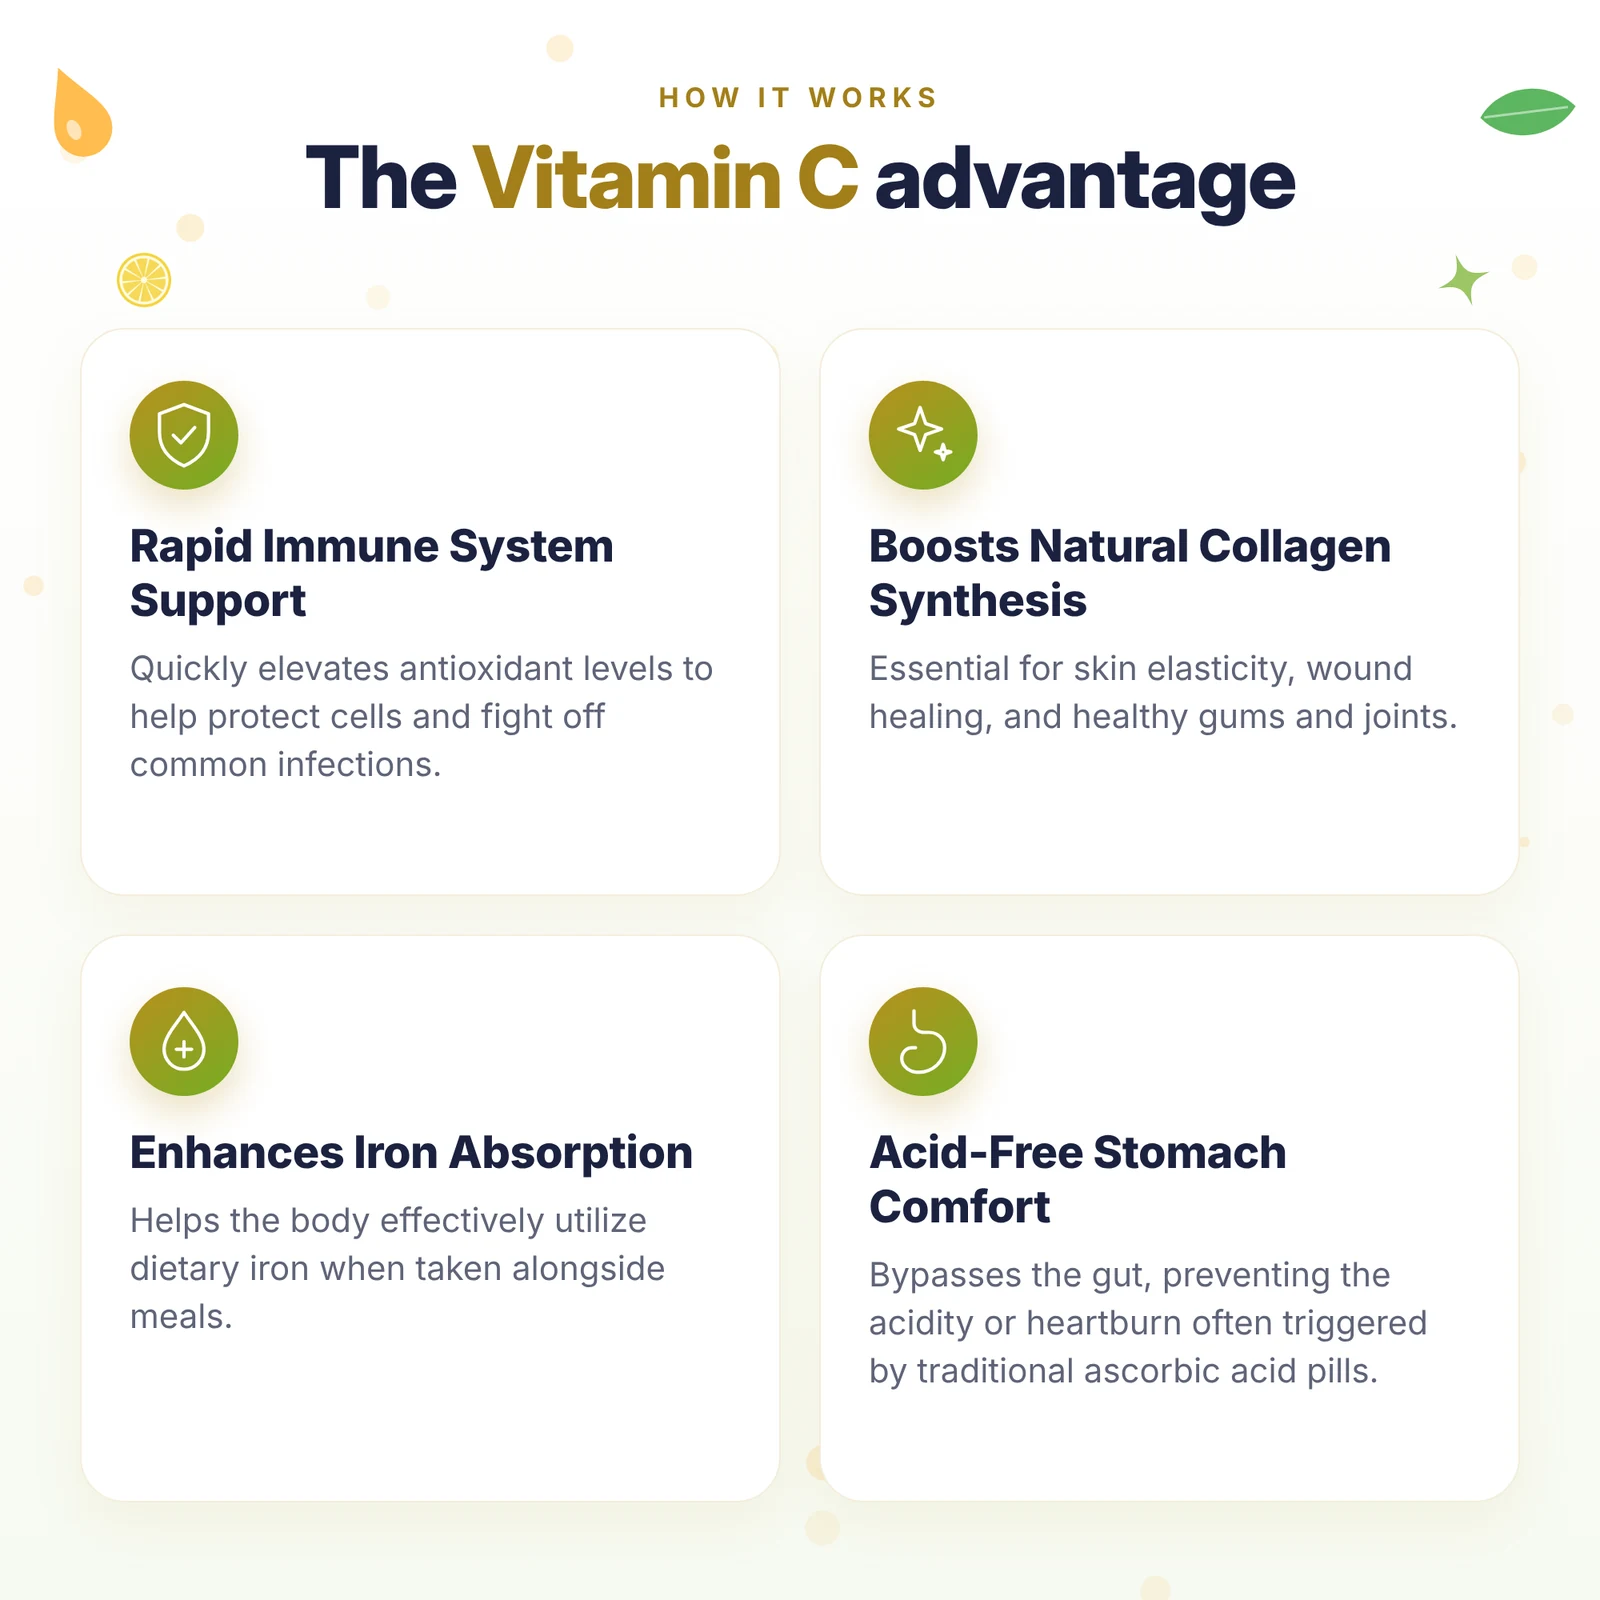 HOW IT WORKS
The Vitamin C advantage
Rapid Immune System
Support
Quickly elevates antioxidant levels to
help protect cells and fight off
common infections.
Boosts Natural Collagen
Synthesis
Essential for skin elasticity, wound
healing, and healthy gums and joints.
Enhances Iron Absorption
Helps the body effectively utilize
dietary iron when taken alongside
meals.
Acid-Free Stomach
Comfort
Bypasses the gut, preventing the
acidity or heartburn often triggered
by traditional ascorbic acid pills.